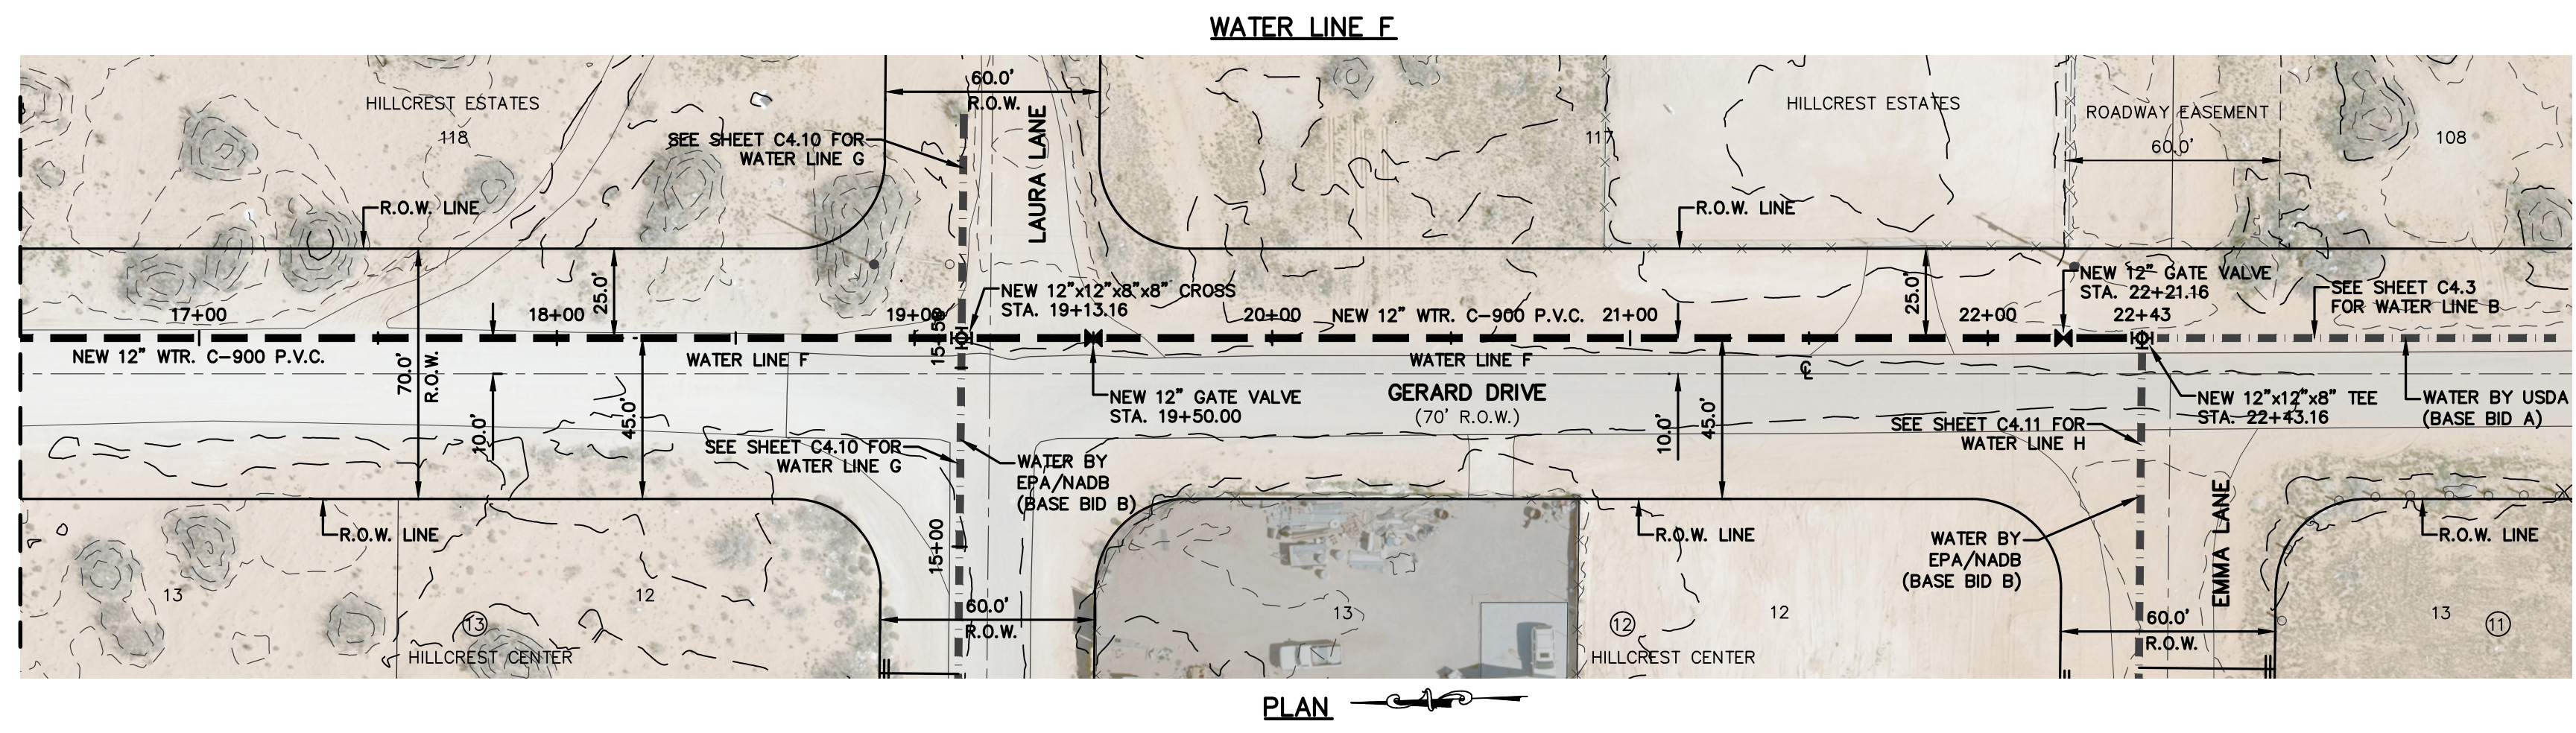 WATER LINE F
HILLCREST ESTATES
118
SEE SHEET C4.10 FOR
WATER LINE G
60.0'
R.O.W.
LAURA LANE
117
HILLCREST ESTATES
ROADWAY EASEMENT
60.0'
108
R.O.W. LINE
R.O.W. LINE
25.0'
25.0'
NEW 12"x12"x8"x8" CROSS
STA. 19+13.16
NEW 12" GATE VALVE
STA. 22+21.16
SEE SHEET C4.3
FOR WATER LINE B
17+00
18+00
19+00
15+50
20+00
NEW 12" WTR. C-900 P.V.C.
21+00
22+00
22+43
NEW 12" WTR. C-900 P.V.C.
WATER LINE F
WATER LINE F
70.0'
R.O.W.
10.0'
45.0'
NEW 12" GATE VALVE
STA. 19+50.00
GERARD DRIVE
(70' R.O.W.)
10.0'
45.0'
NEW 12"x12"x8" TEE
STA. 22+43.16
WATER BY USDA
(BASE BID A)
SEE SHEET C4.10 FOR
WATER LINE G
WATER BY
EPA/NADB
(BASE BID B)
SEE SHEET C4.11 FOR
WATER LINE H
R.O.W. LINE
15+00
R.O.W. LINE
WATER BY
EPA/NADB
(BASE BID B)
EMMA LANE
R.O.W. LINE
13
12
13
HILLCREST CENTER
60.0'
R.O.W.
13
12
12
HILLCREST CENTER
60.0'
R.O.W.
13
11
PLAN